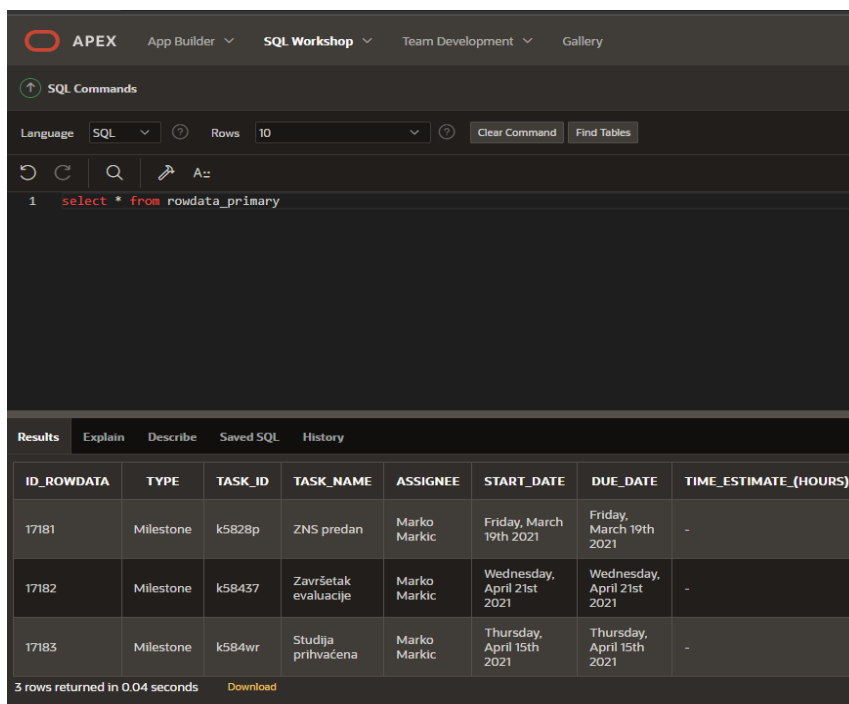 APEX App Builder SQL Workshop Team Development Gallery
SQL Commands
Language SQL Rows 10 Clear Command Find Tables
A::
1 select * from rowdata_primary
Results Explain Describe Saved SQL History
ID_ROWDATA TYPE TASK_ID TASK_NAME ASSIGNEE START_DATE DUE_DATE TIME_ESTIMATE_(HOURS)
17181 Milestone k5828p ZNS predan Marko Markic Friday, March 19th 2021 Friday, March 19th 2021 -
17182 Milestone k58437 Završetak evaluacije Marko Markic Wednesday, April 21st 2021 Wednesday, April 21st 2021 -
17183 Milestone k584wr Studija prihvaćena Marko Markic Thursday, April 15th 2021 Thursday, April 15th 2021 -
3 rows returned in 0.04 seconds Download